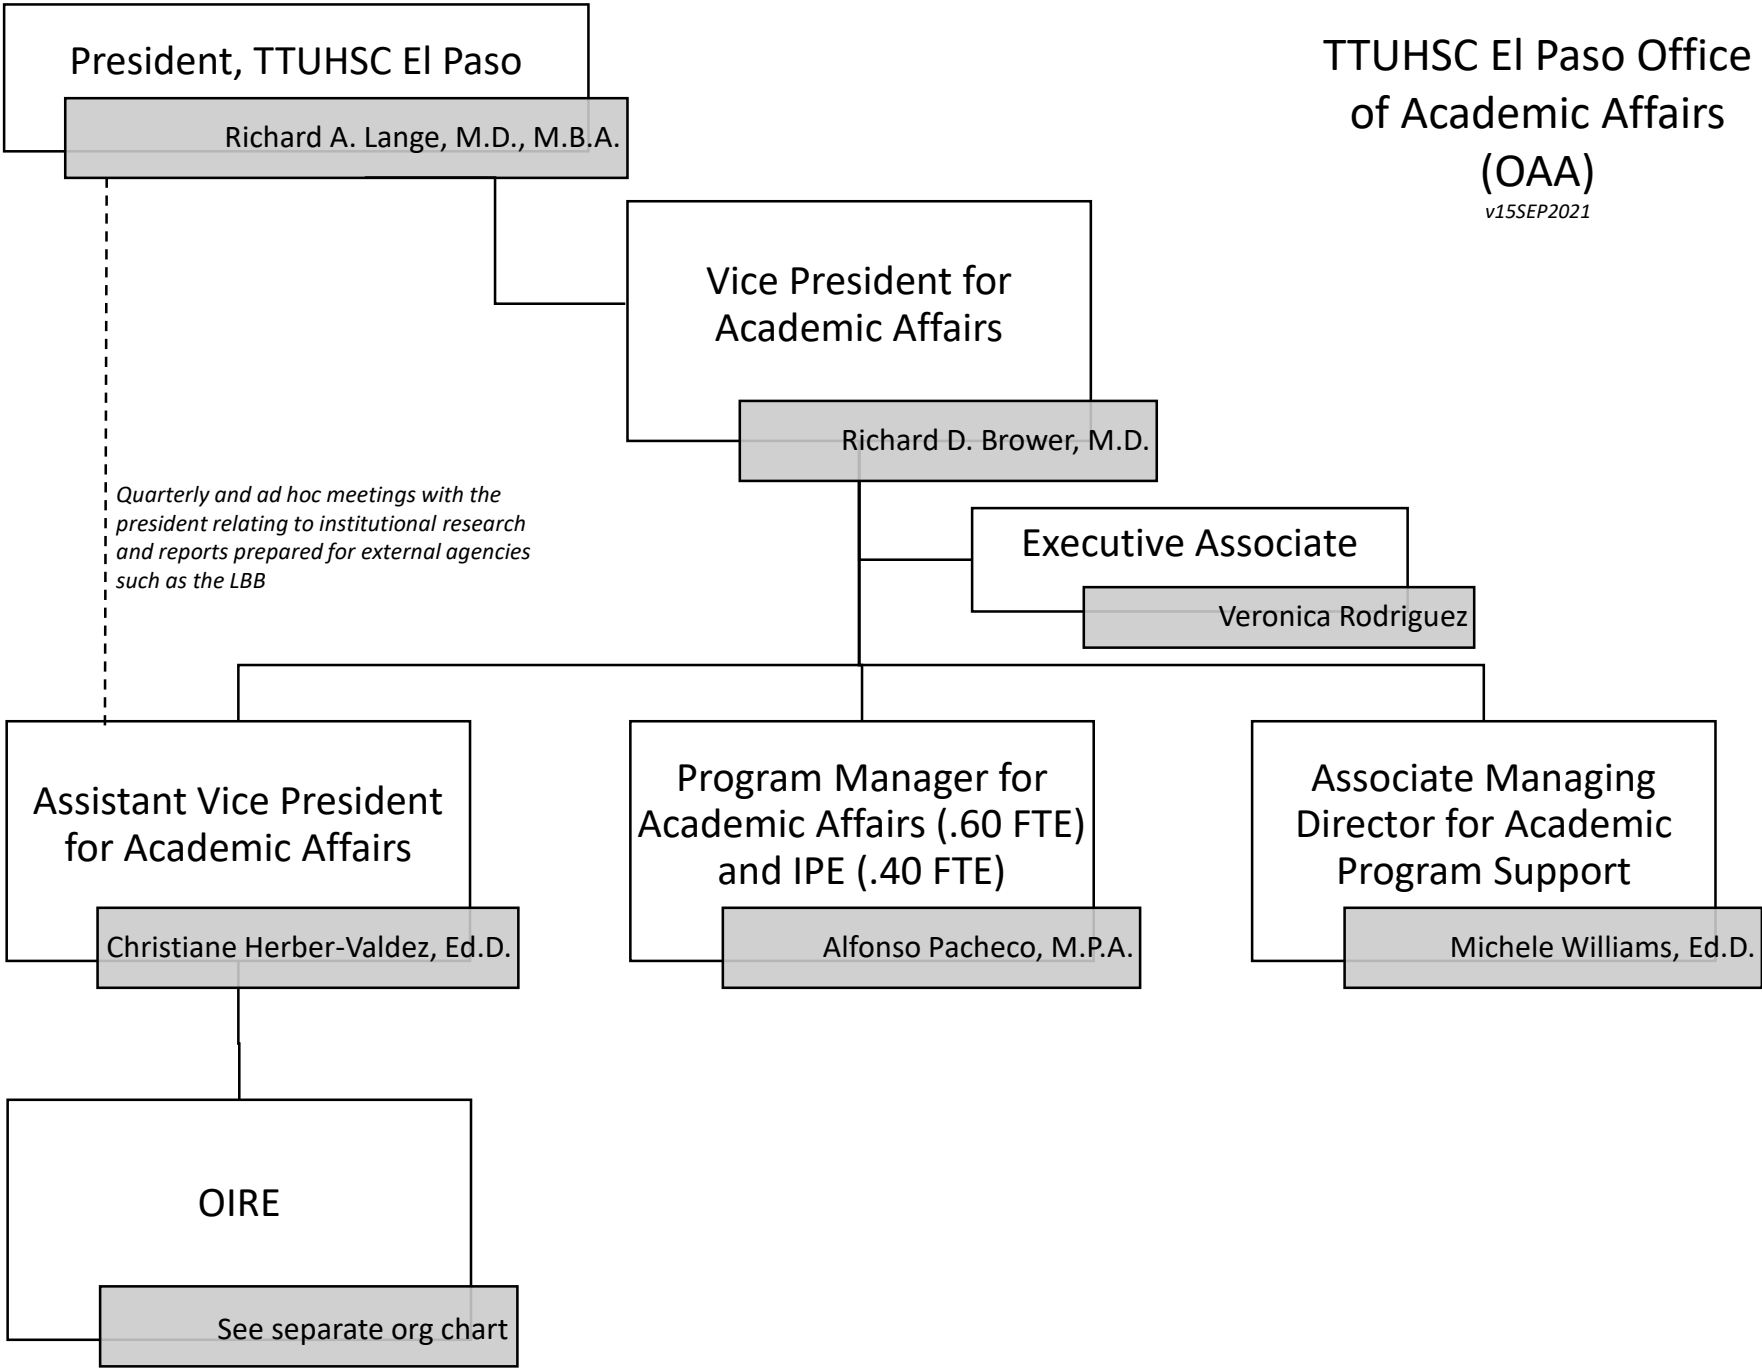 President, TTUHSC El Paso
Richard A. Lange, M.D., M.B.A.
TTUHSC El Paso Office
of Academic Affairs
(OAA)
v15SEP2021
Vice President for
Academic Affairs
Richard D. Brower, M.D.
Quarterly and ad hoc meetings with the
president relating to institutional research
and reports prepared for external agencies
such as the LBB
Executive Associate
Veronica Rodriguez
Assistant Vice President
for Academic Affairs
Christiane Herber-Valdez, Ed.D.
Program Manager for
Academic Affairs (.60 FTE)
and IPE (.40 FTE)
Alfonso Pacheco, M.P.A.
Associate Managing
Director for Academic
Program Support
Michele Williams, Ed.D.
OIRE
See separate org chart